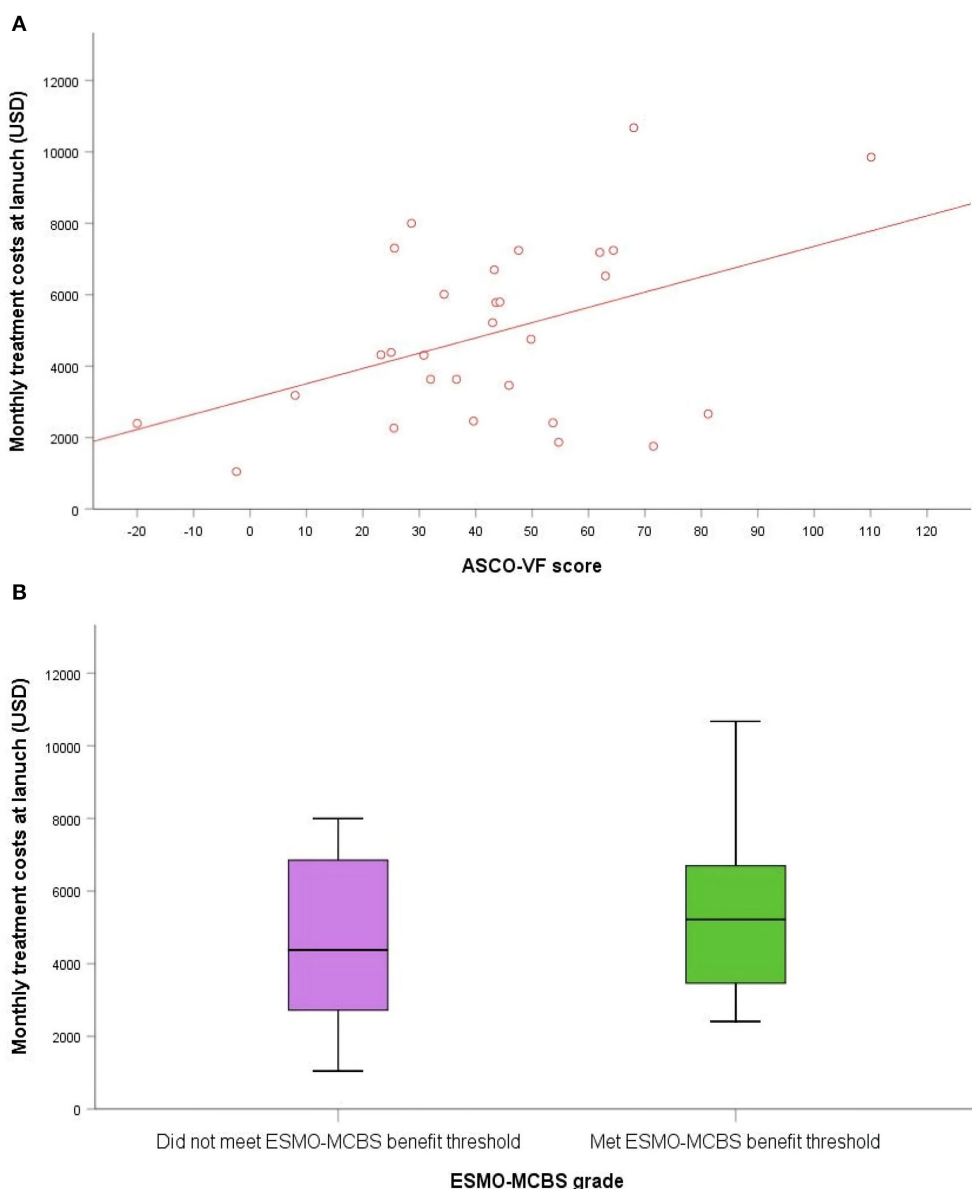 A
Monthly treatment costs at lanuch (USD)
12000
10000
8000
6000
4000
2000
0
-20 -10 0 10 20 30 40 50 60 70 80 90 100 110 120
ASCO-VF score
B
Monthly treatment costs at lanuch (USD)
12000
10000
8000
6000
4000
2000
0
Did not meet ESMO-MCBS benefit threshold Met ESMO-MCBS benefit threshold
ESMO-MCBS grade